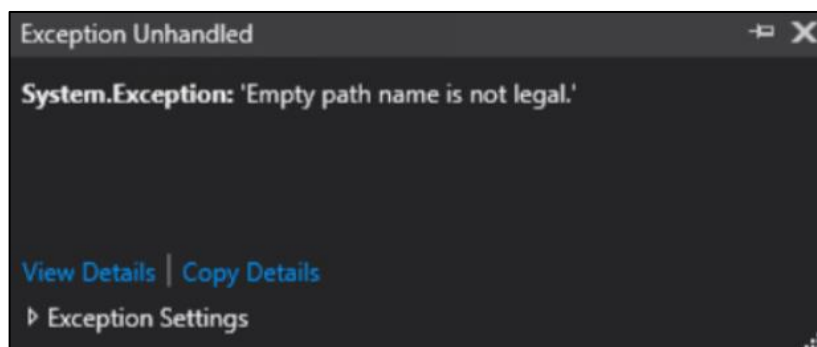 Exception Unhandled
System.Exception: 'Empty path name is not legal.'
View Details | Copy Details
Exception Settings